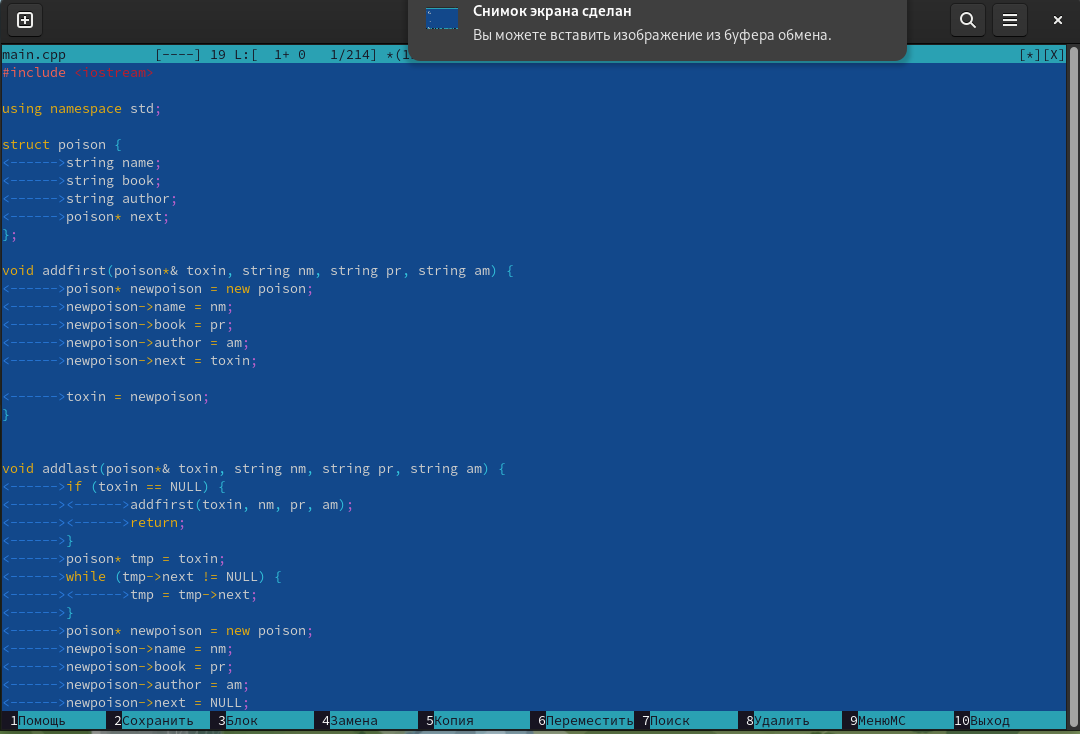 Снимок экрана сделан
Вы можете вставить изображение из буфера обмена.
main.cpp [----] 19 L:[ 1+ 0 1/214] *(1 [*][X]
#include <iostream>
using namespace std;
struct poison {
<------>string name;
<------>string book;
<------>string author;
<------>poison* next;
};
void addfirst(poison*& toxin, string nm, string pr, string am) {
<------>poison* newpoison = new poison;
<------>newpoison->name = nm;
<------>newpoison->book = pr;
<------>newpoison->author = am;
<------>newpoison->next = toxin;
<------>toxin = newpoison;
}
void addlast(poison*& toxin, string nm, string pr, string am) {
<------>if (toxin == NULL) {
<------><------>addfirst(toxin, nm, pr, am);
<------><------>return;
<------>}
<------>poison* tmp = toxin;
<------>while (tmp->next != NULL) {
<------><------>tmp = tmp->next;
<------>}
<------>poison* newpoison = new poison;
<------>newpoison->name = nm;
<------>newpoison->book = pr;
<------>newpoison->author = am;
<------>newpoison->next = NULL;
1Помощь 2Сохранить 3Блок 4Замена 5Копия 6Переместить 7Поиск 8Удалить 9МенюMC 10Выход